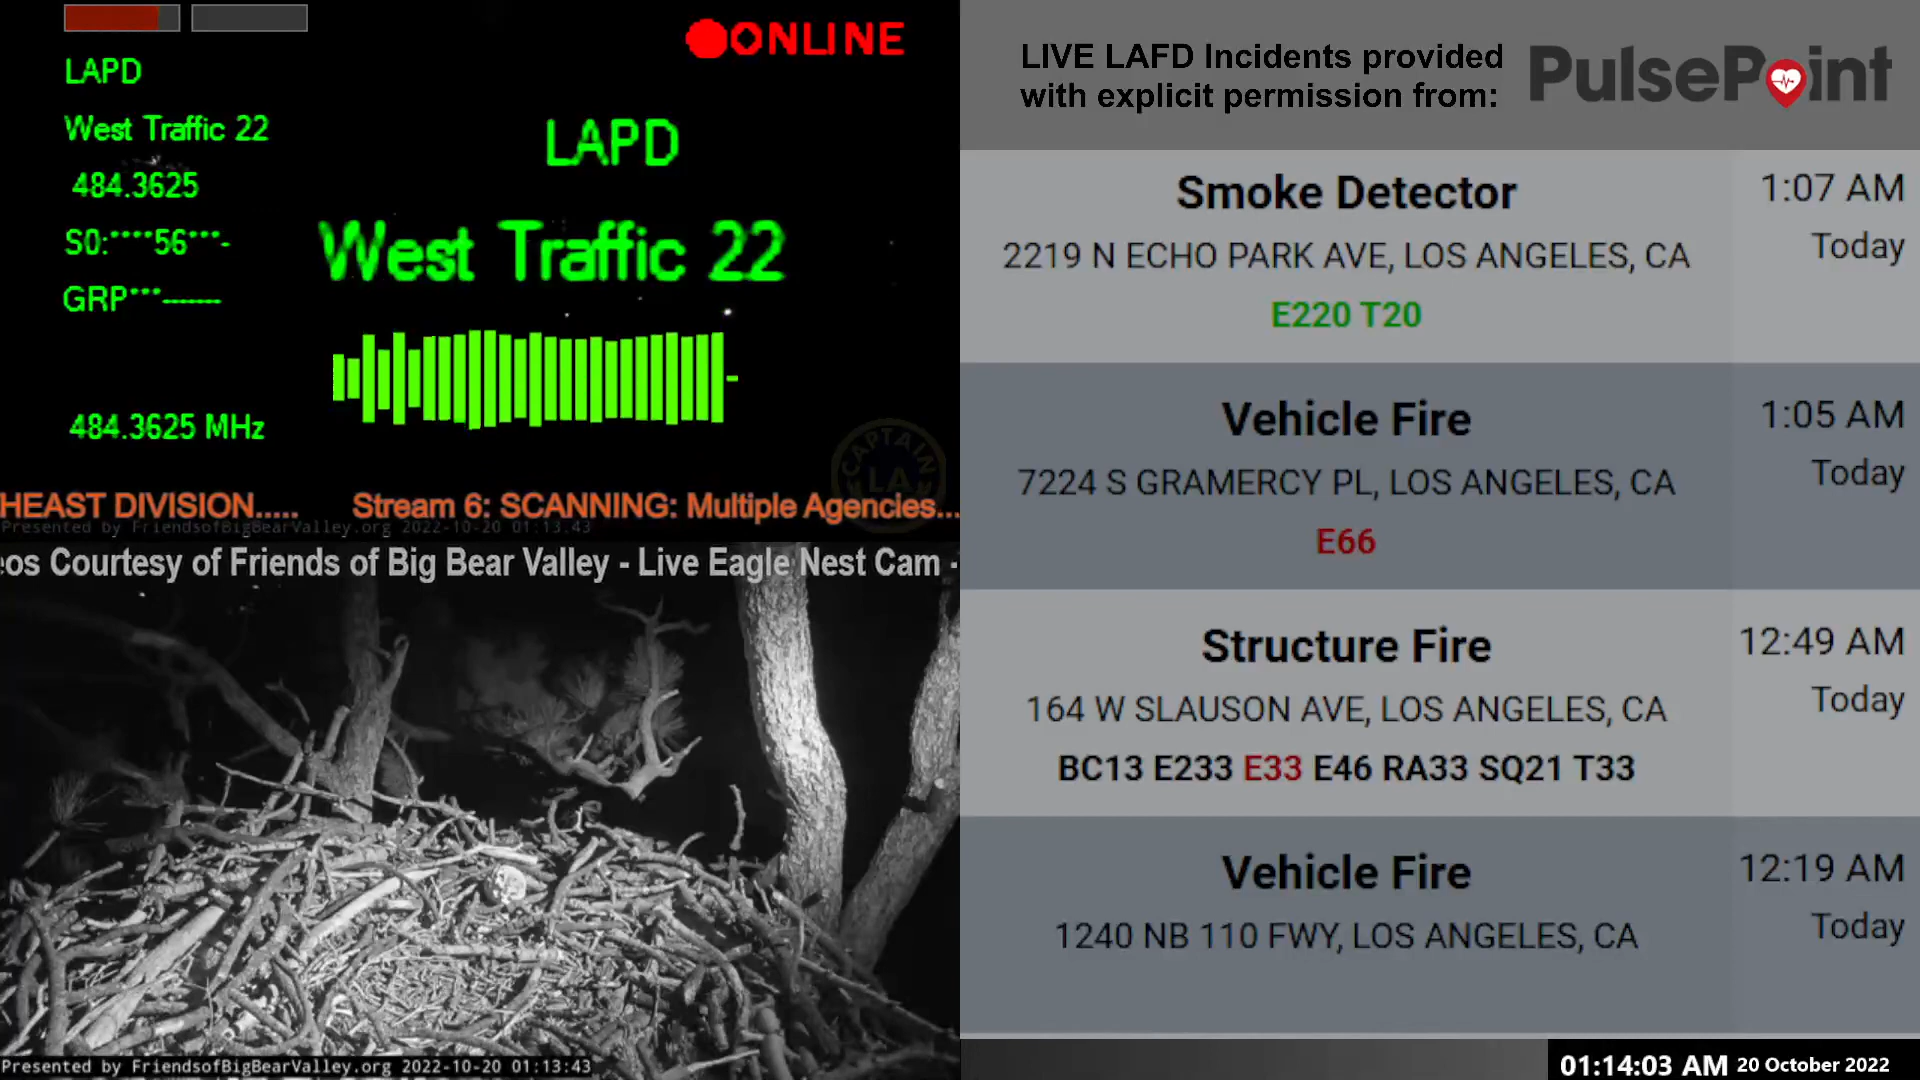 ONLINE
LAPD
West Traffic 22
484.3625
S0:****56***-
GRP***-------
484.3625 MHz
LAPD
West Traffic 22
CAPTAIN
LA
HEAST DIVISION..... Stream 6: SCANNING: Multiple Agencies...
Presented by FriendsofBigBearValley.org 2022-10-20 01:13:43
eos Courtesy of Friends of Big Bear Valley - Live Eagle Nest Cam -
Presented by FriendsofBigBearValley.org 2022-10-20 01:13:43
LIVE LAFD Incidents provided
with explicit permission from:
PulsePoint
Smoke Detector
1:07 AM
2219 N ECHO PARK AVE, LOS ANGELES, CA
Today
E220 T20
Vehicle Fire
1:05 AM
7224 S GRAMERCY PL, LOS ANGELES, CA
Today
E66
Structure Fire
12:49 AM
164 W SLAUSON AVE, LOS ANGELES, CA
Today
BC13 E233 E33 E46 RA33 SQ21 T33
Vehicle Fire
12:19 AM
1240 NB 110 FWY, LOS ANGELES, CA
Today
01:14:03 AM 20 October 2022